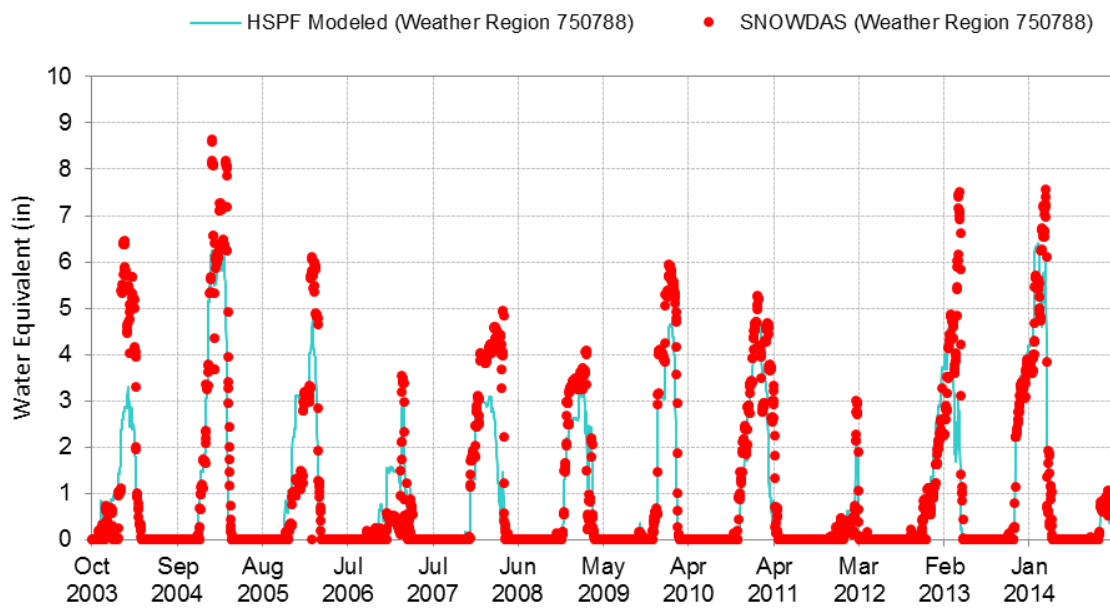 HSPF Modeled (Weather Region 750788) SNOWDAS (Weather Region 750788)
10
9
8
7
6
5
4
3
2
1
0
Water Equivalent (in)
Oct Sep Aug Jul Jul Jun May Apr Apr Mar Feb Jan
2003 2004 2005 2006 2007 2008 2009 2010 2011 2012 2013 2014